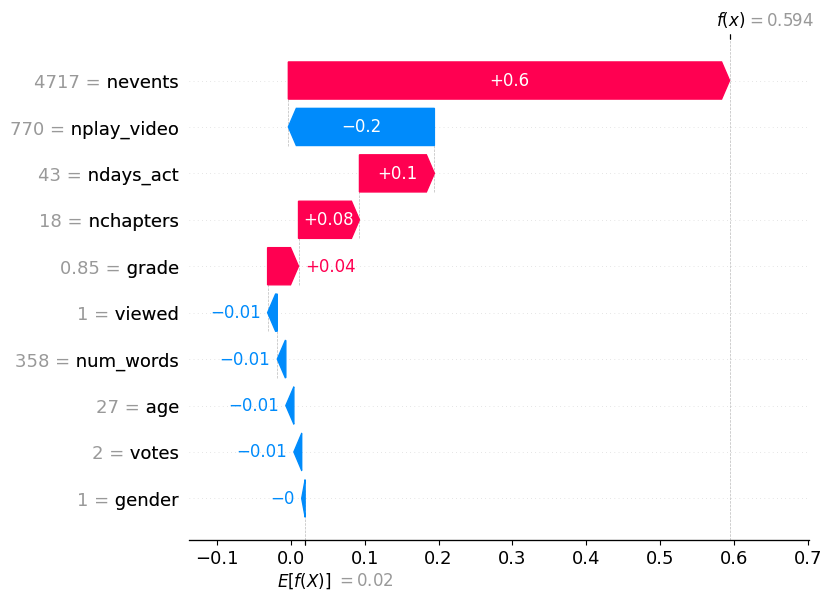 f(x) = 0.594
4717 = nevents +0.6
770 = nplay_video −0.2
43 = ndays_act +0.1
18 = nchapters +0.08
0.85 = grade +0.04
1 = viewed −0.01
358 = num_words −0.01
27 = age −0.01
2 = votes −0.01
1 = gender −0
−0.1 0.0 0.1 0.2 0.3 0.4 0.5 0.6 0.7
E[f(X)] = 0.02